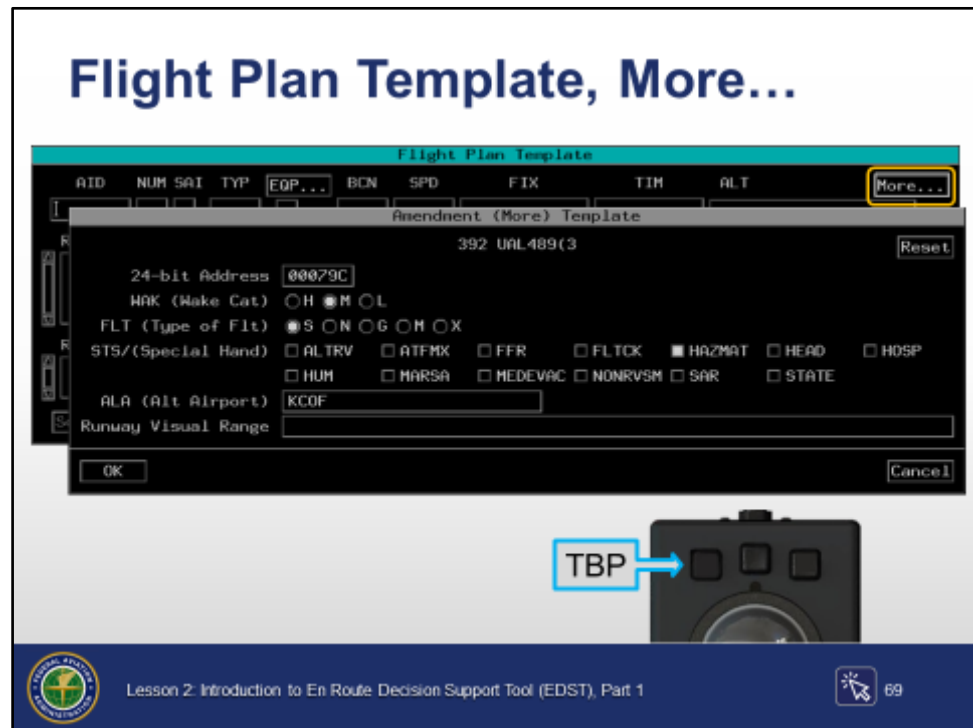 Flight Plan Template, More…
Flight Plan Template
AID NUM SAI TYP EQP... BCN SPD FIX TIM ALT More...
Amendment (More) Template
392 UAL489(3
Reset
24-bit Address 00079C
WAK (Wake Cat) H M L
FLT (Type of Flt) S N G M X
STS/(Special Hand) ALTRV ATFMX FFR FLTCK HAZMAT HEAD HOSP
HUM MARSA MEDEVAC NONRVSM SAR STATE
ALA (Alt Airport) KCOF
Runway Visual Range
OK Cancel
TBP
Lesson 2: Introduction to En Route Decision Support Tool (EDST), Part 1
69